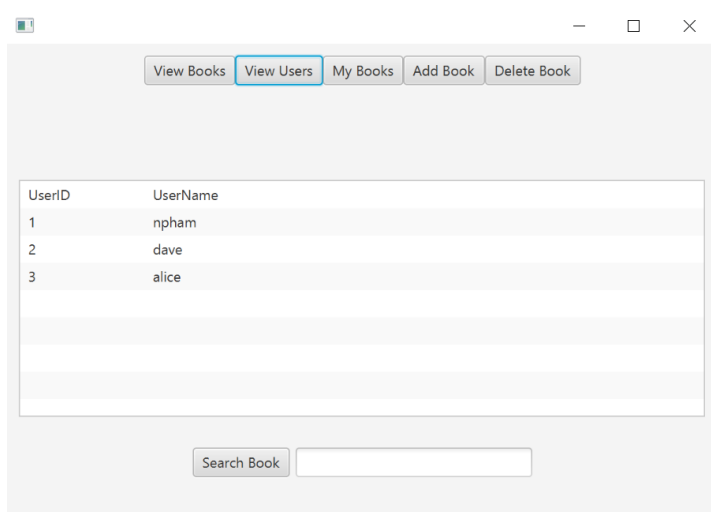 View Books View Users My Books Add Book Delete Book
UserID UserName
1 npham
2 dave
3 alice
Search Book